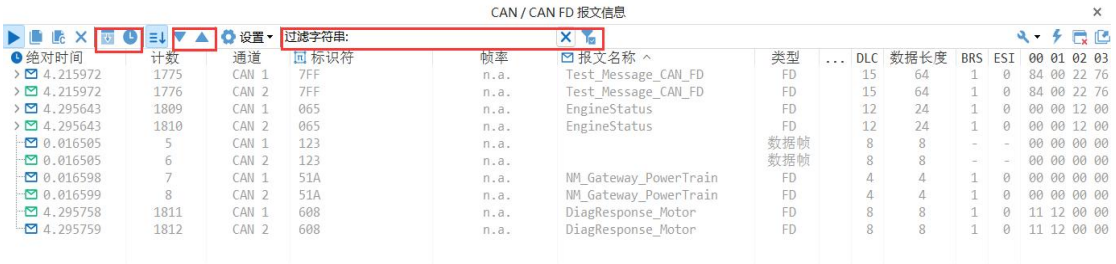 CAN / CAN FD 报文信息
设置 过滤字符串:
绝对时间 计数 通道 标识符 帧率 报文名称 类型 ... DLC 数据长度 BRS ESI 00 01 02 03
4.215972 1775 CAN 1 7FF n.a. Test_Message_CAN_FD FD 15 64 1 0 84 00 22 76
4.215972 1776 CAN 2 7FF n.a. Test_Message_CAN_FD FD 15 64 1 0 84 00 22 76
4.295643 1809 CAN 1 065 n.a. EngineStatus FD 12 24 1 0 00 00 12 00
4.295643 1810 CAN 2 065 n.a. EngineStatus FD 12 24 1 0 00 00 12 00
0.016505 5 CAN 1 123 n.a. 数据帧 8 8 - - 00 00 00 00
0.016505 6 CAN 2 123 n.a. 数据帧 8 8 - - 00 00 00 00
0.016598 7 CAN 1 51A n.a. NM_Gateway_PowerTrain FD 4 4 1 0 00 00 00 00
0.016599 8 CAN 2 51A n.a. NM_Gateway_PowerTrain FD 4 4 1 0 00 00 00 00
4.295758 1811 CAN 1 608 n.a. DiagResponse_Motor FD 8 8 1 0 11 12 00 00
4.295759 1812 CAN 2 608 n.a. DiagResponse_Motor FD 8 8 1 0 11 12 00 00